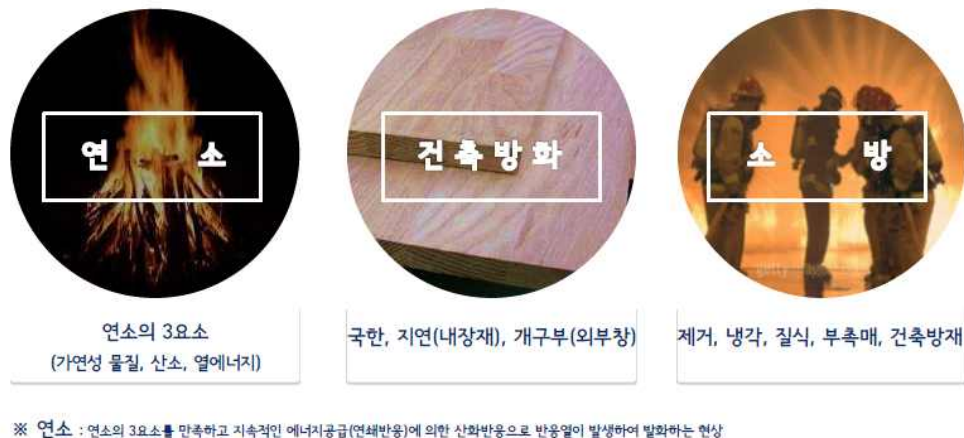 연 소
건축방화
소 방
연소의 3요소
(가연성 물질, 산소, 열에너지)
국한, 지연(내장재), 개구부(외부창)
제거, 냉각, 질식, 부촉매, 건축방재
※ 연소 : 연소의 3요소를 만족하고 지속적인 에너지공급(연쇄반응)에 의한 산화반응으로 반응열이 발생하여 발화하는 현상